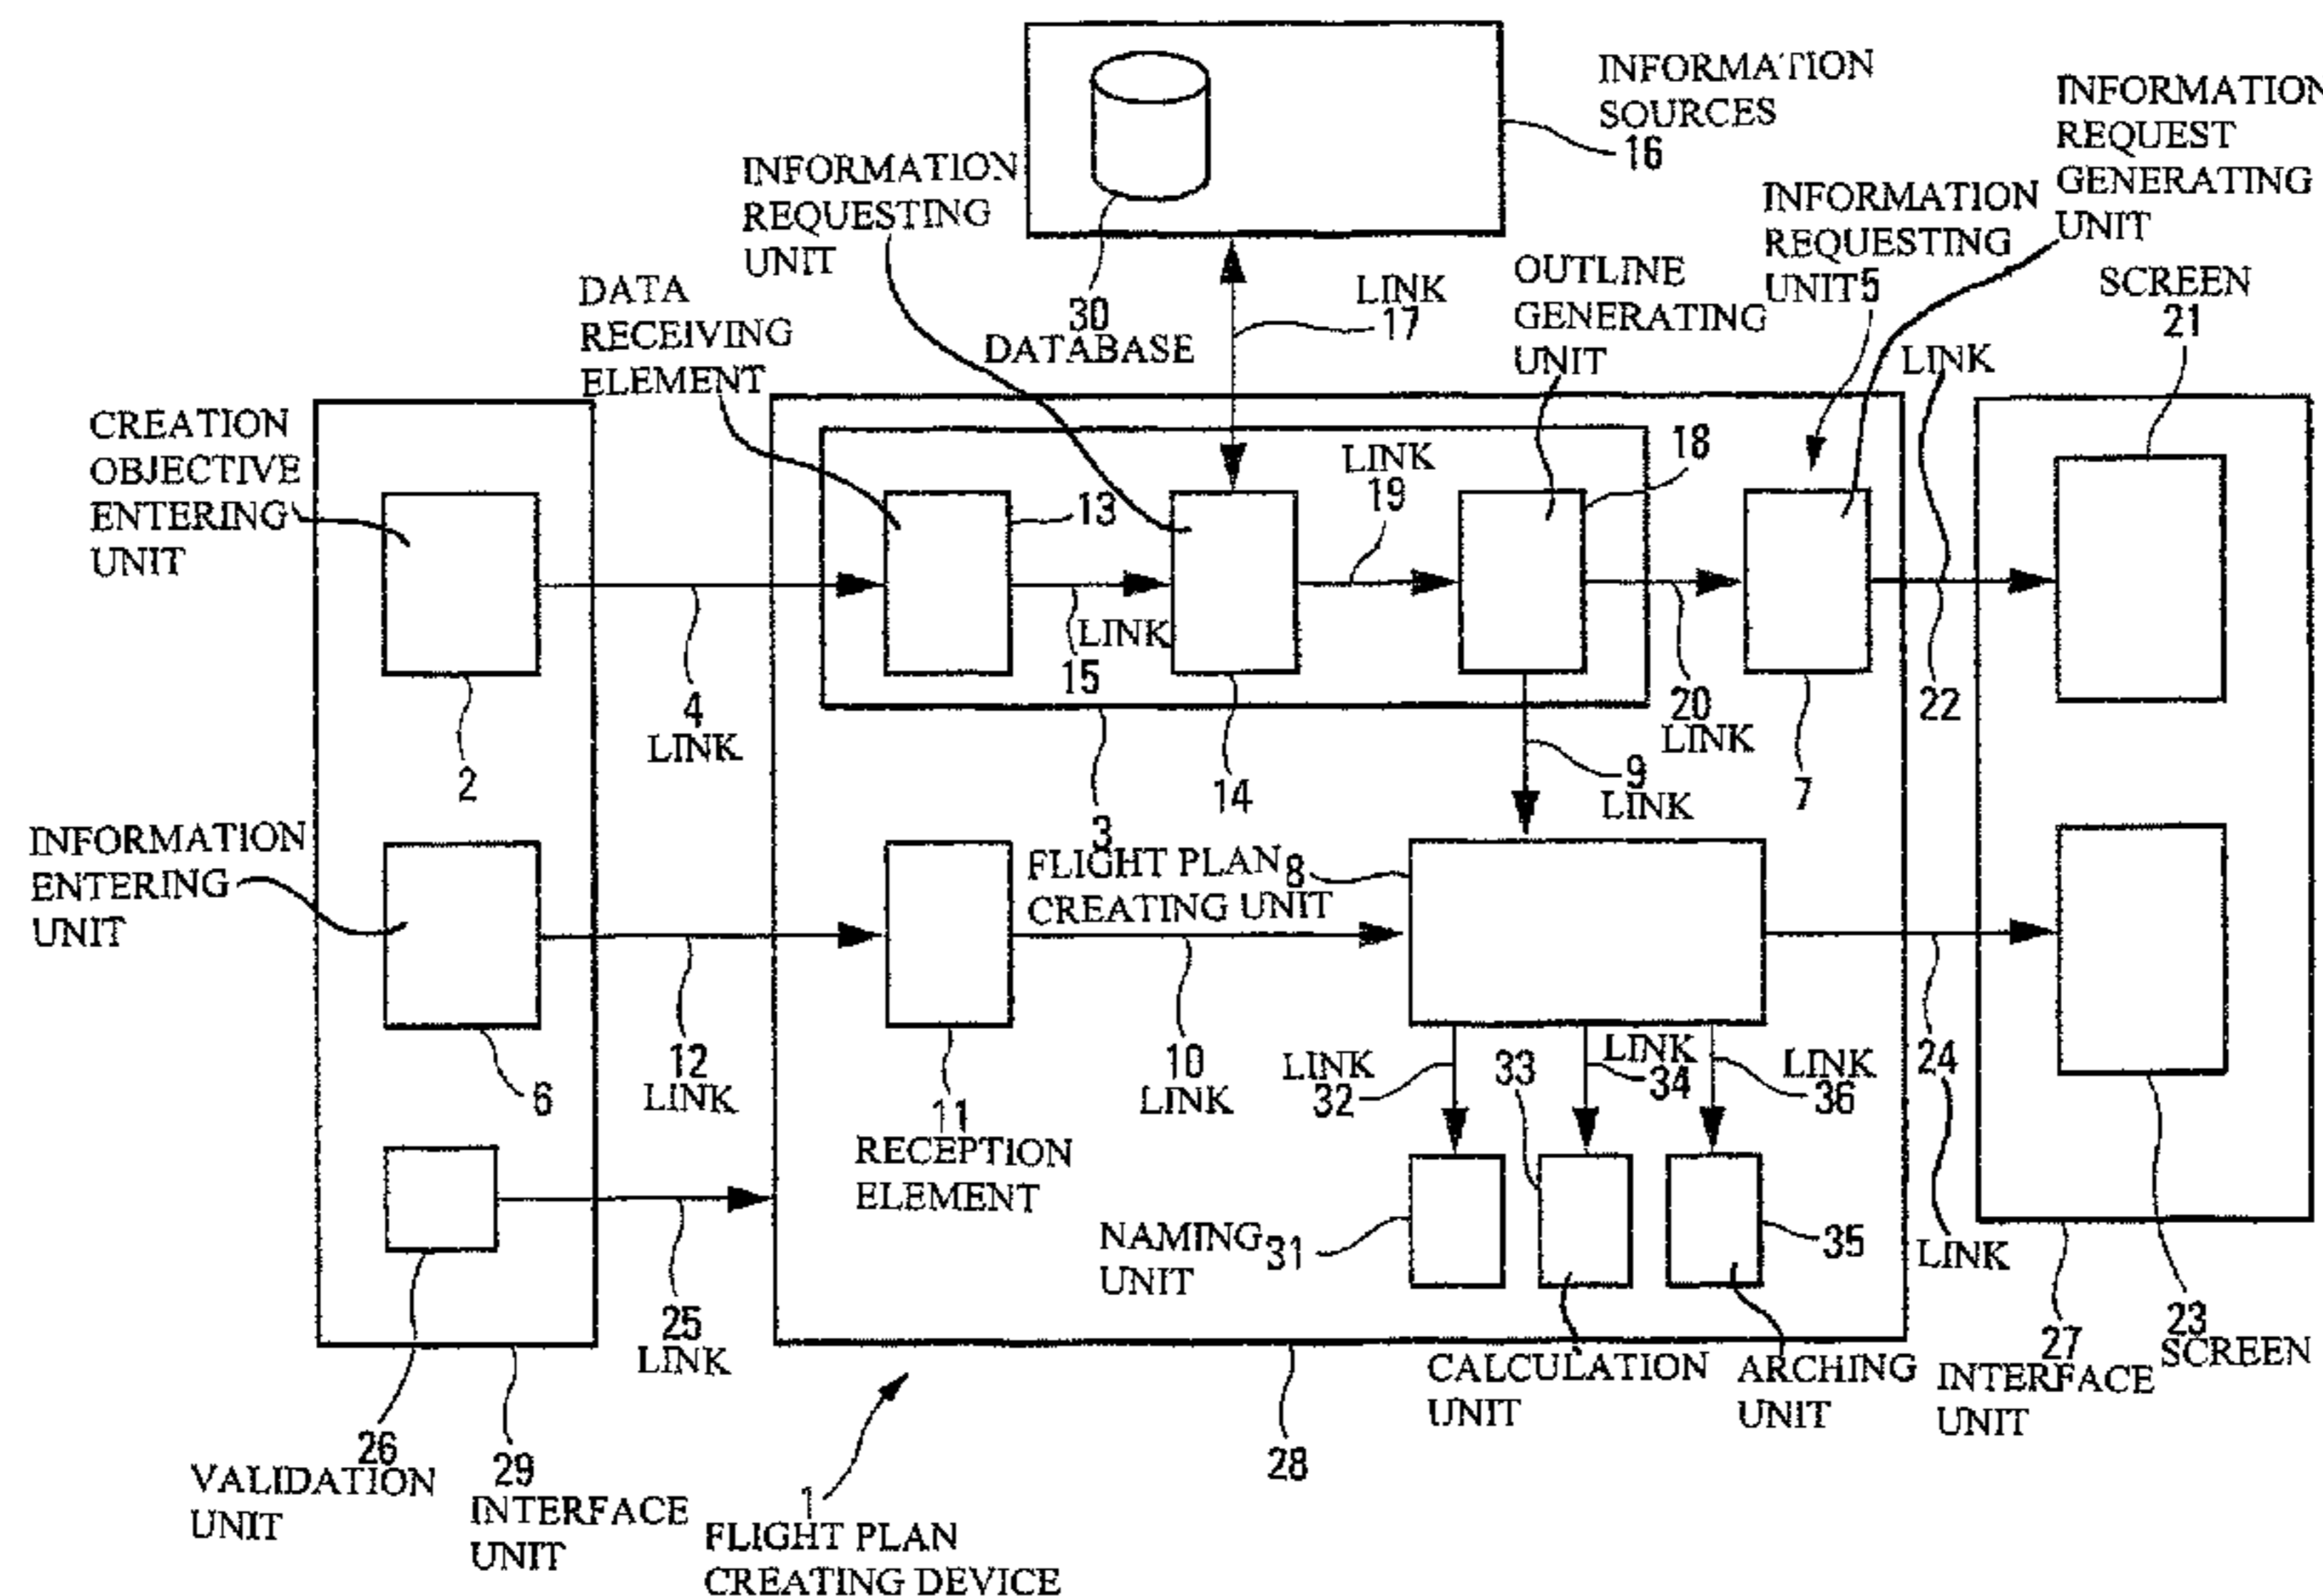 INFORMATION
SOURCES
16
INFORMATION
REQUEST
GENERATING
UNIT
INFORMATION
REQUESTING
UNIT
INFORMATION
REQUESTING
UNIT 5
SCREEN
21
DATA
RECEIVING
ELEMENT
30
DATABASE
LINK
17
OUTLINE
GENERATING
UNIT
LINK
CREATION
OBJECTIVE
ENTERING
UNIT
LINK
19
18
13
LINK
15
4
LINK
2
14
20
LINK
7
22
9
LINK
3
INFORMATION
ENTERING
UNIT
FLIGHT PLAN 8
CREATING UNIT
12
LINK
6
11
RECEPTION
ELEMENT
10
LINK
LINK
32
33
LINK
34
LINK
36
24
LINK
NAMING 31
UNIT
35
25
LINK
CALCULATION
UNIT
ARCHING
UNIT
27
INTERFACE
UNIT
23
SCREEN
26
VALIDATION
UNIT
29
INTERFACE
UNIT
28
1
FLIGHT PLAN
CREATING DEVICE